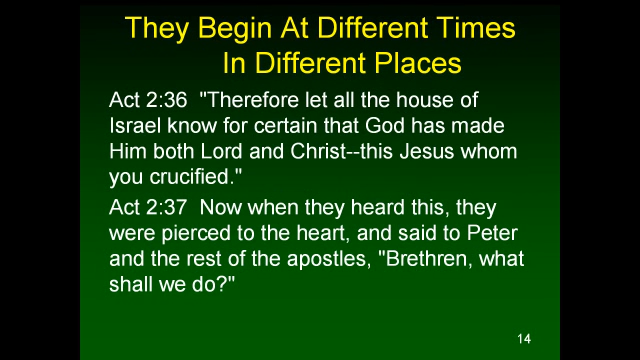 They Begin At Different Times
In Different Places
Act 2:36 "Therefore let all the house of
Israel know for certain that God has made
Him both Lord and Christ--this Jesus whom
you crucified."
Act 2:37 Now when they heard this, they
were pierced to the heart, and said to Peter
and the rest of the apostles, "Brethren, what
shall we do?"
14